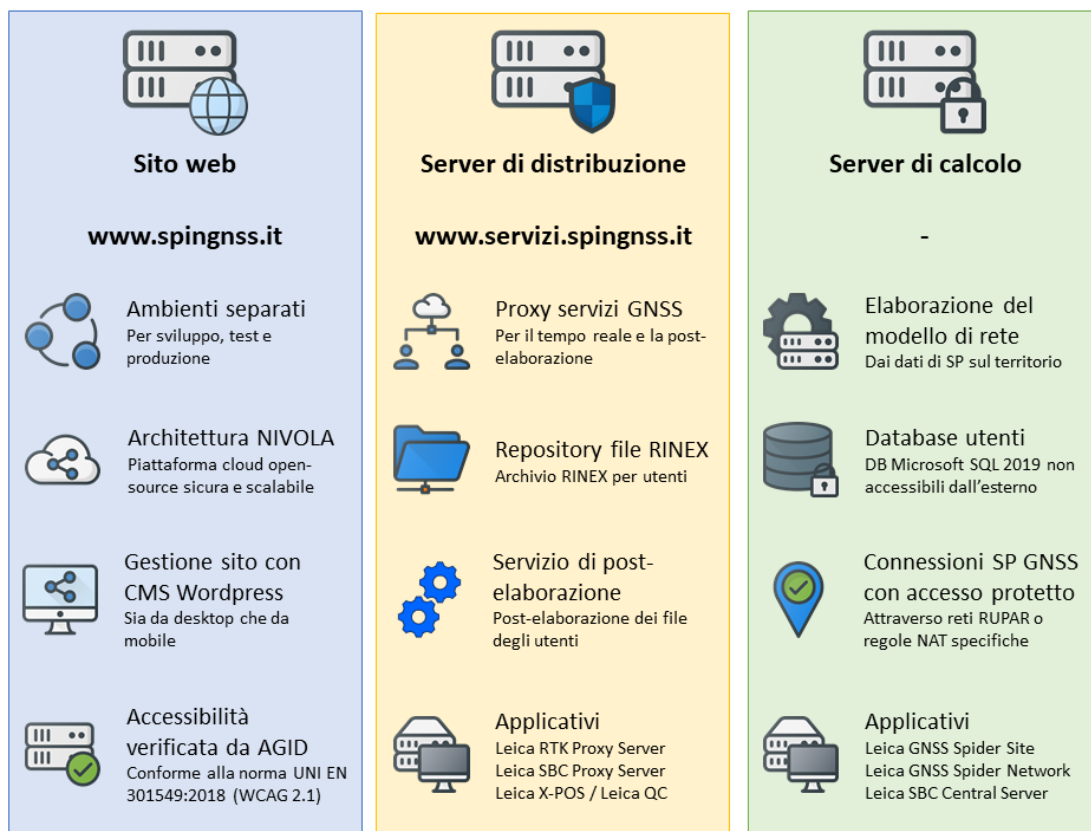 Sito web
www.spingnss.it
Ambienti separati
Per sviluppo, test e
produzione
Architettura NIVOLA
Piattaforma cloud open-
source sicura e scalabile
Gestione sito con
CMS Wordpress
Sia da desktop che da
mobile
Accessibilità
verificata da AGID
Conforme alla norma UNI EN
301549:2018 (WCAG 2.1)
Server di distribuzione
www.servizi.spingnss.it
Proxy servizi GNSS
Per il tempo reale e la post-
elaborazione
Repository file RINEX
Archivio RINEX per utenti
Servizio di post-
elaborazione
Post-elaborazione dei file
degli utenti
Applicativi
Leica RTK Proxy Server
Leica SBC Proxy Server
Leica X-POS / Leica QC
Server di calcolo
-
Elaborazione del
modello di rete
Dai dati di SP sul territorio
Database utenti
DB Microsoft SQL 2019 non
accessibili dall'esterno
Connessioni SP GNSS
con accesso protetto
Attraverso reti RUPAR o
regole NAT specifiche
Applicativi
Leica GNSS Spider Site
Leica GNSS Spider Network
Leica SBC Central Server